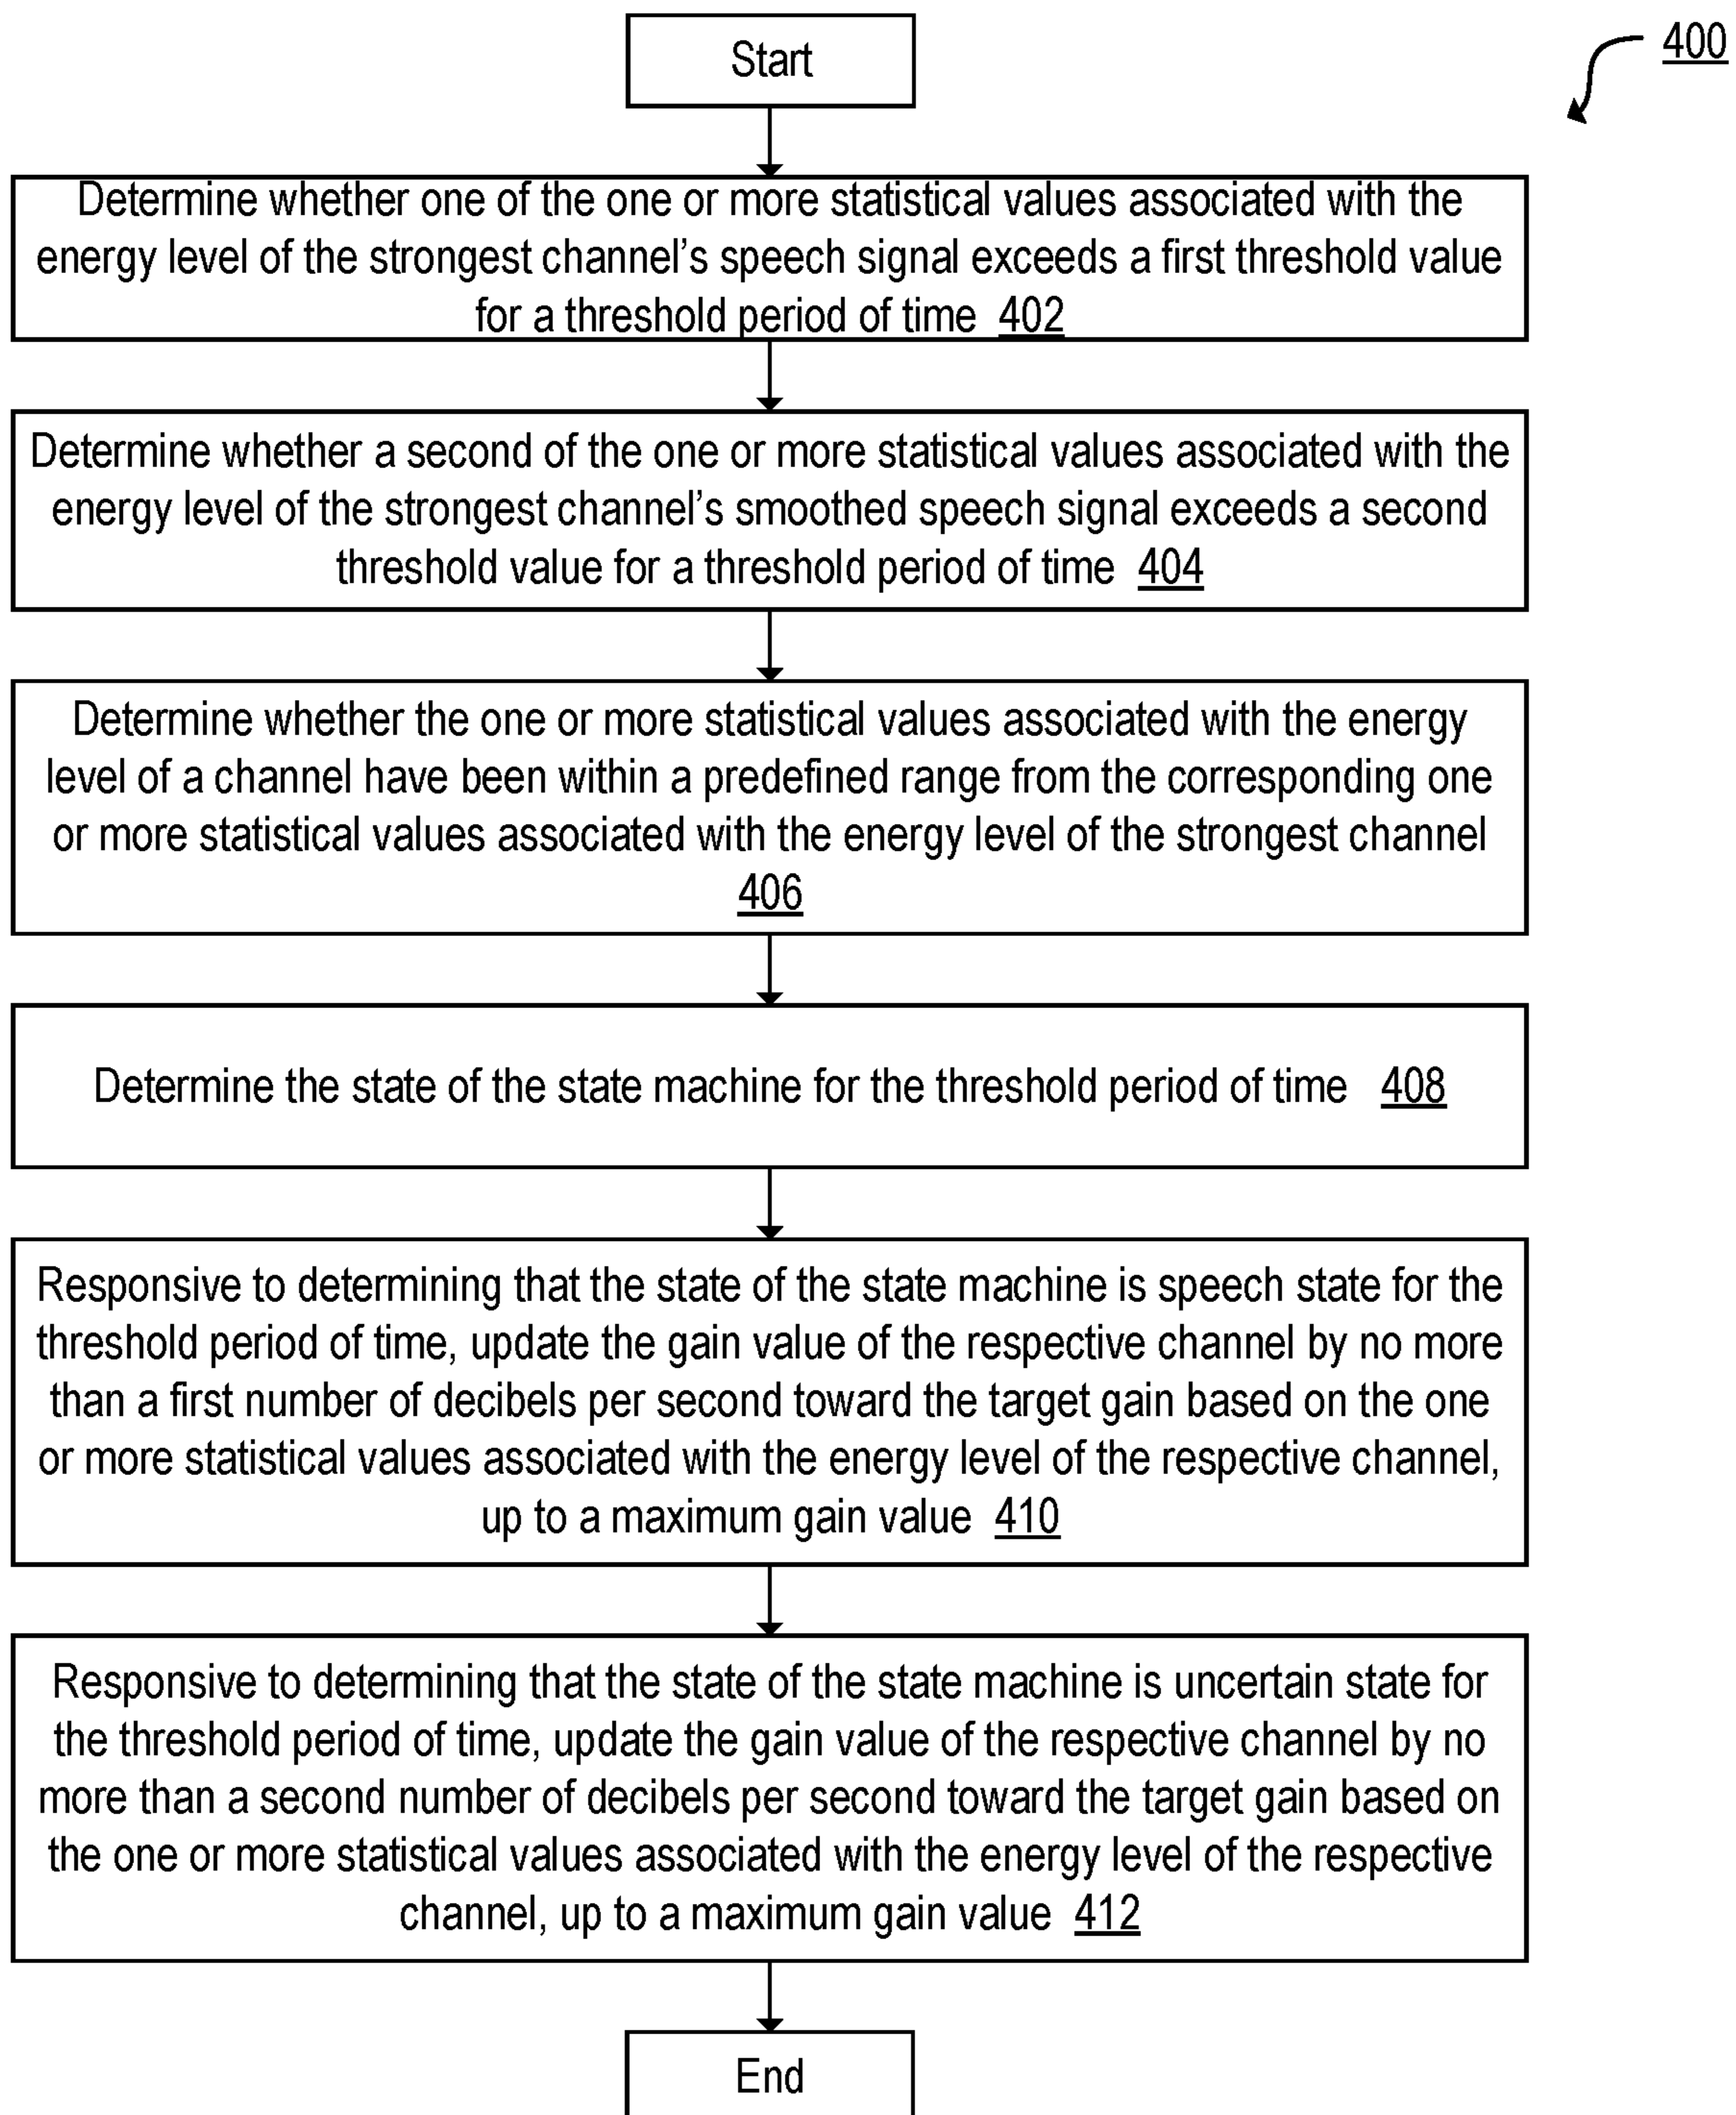 Start
400
Determine whether one of the one or more statistical values associated with the
energy level of the strongest channel's speech signal exceeds a first threshold value
for a threshold period of time 402
Determine whether a second of the one or more statistical values associated with the
energy level of the strongest channel's smoothed speech signal exceeds a second
threshold value for a threshold period of time 404
Determine whether the one or more statistical values associated with the energy
level of a channel have been within a predefined range from the corresponding one
or more statistical values associated with the energy level of the strongest channel
406
Determine the state of the state machine for the threshold period of time 408
Responsive to determining that the state of the state machine is speech state for the
threshold period of time, update the gain value of the respective channel by no more
than a first number of decibels per second toward the target gain based on the one
or more statistical values associated with the energy level of the respective channel,
up to a maximum gain value 410
Responsive to determining that the state of the state machine is uncertain state for
the threshold period of time, update the gain value of the respective channel by no
more than a second number of decibels per second toward the target gain based on
the one or more statistical values associated with the energy level of the respective
channel, up to a maximum gain value 412
End